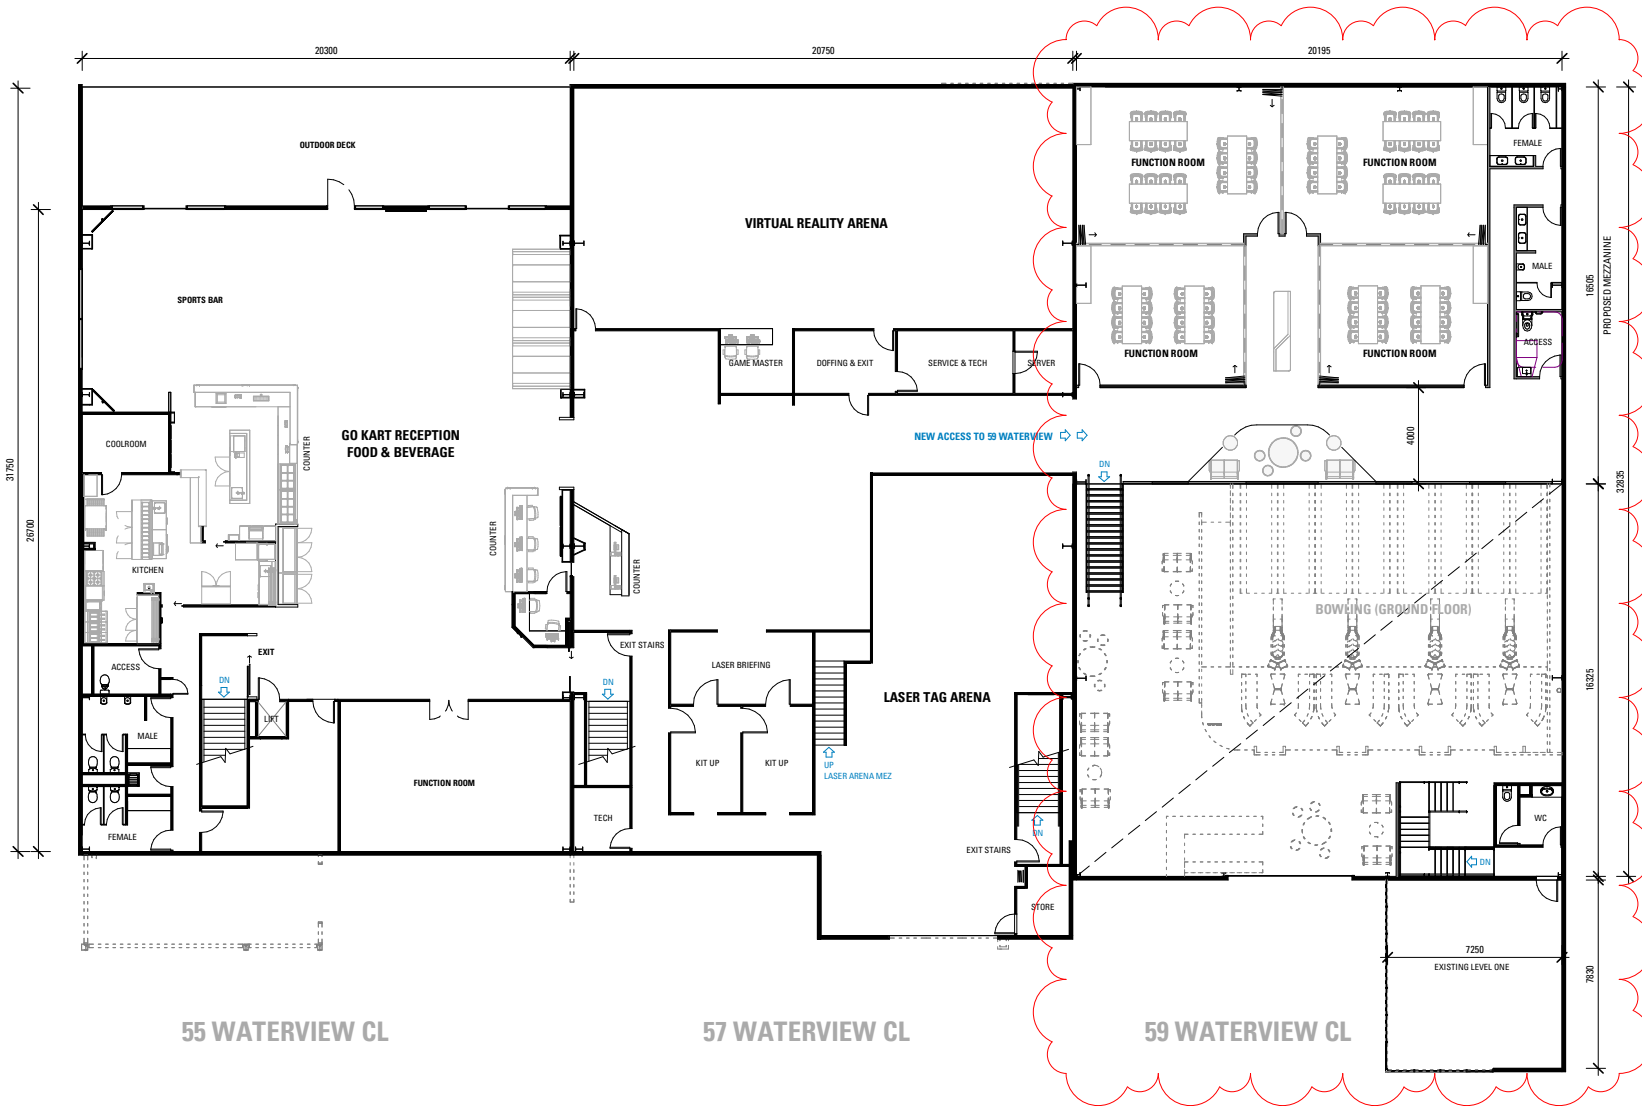 20300
20750
20195
OUTDOOR DECK
FUNCTION ROOM
FUNCTION ROOM
FEMALE
VIRTUAL REALITY ARENA
SPORTS BAR
MALE
16505
PROPOSED MEZZANINE
GAME MASTER
DOFFING & EXIT
SERVICE & TECH
SERVER
FUNCTION ROOM
FUNCTION ROOM
ACCESS
GO KART RECEPTION
FOOD & BEVERAGE
COOLROOM
COUNTER
NEW ACCESS TO 59 WATERVIEW
4000
DN
31750
26700
32835
COUNTER
KITCHEN
COUNTER
BOWLING (GROUND FLOOR)
EXIT
EXIT STAIRS
ACCESS
LASER BRIEFING
DN
DN
LASER TAG ARENA
16325
LIFT
MALE
KIT UP
KIT UP
UP
LASER ARENA MEZ
FUNCTION ROOM
TECH
FEMALE
DN
EXIT STAIRS
WC
DN
STORE
7250
EXISTING LEVEL ONE
7830
55 WATERVIEW CL
57 WATERVIEW CL
59 WATERVIEW CL